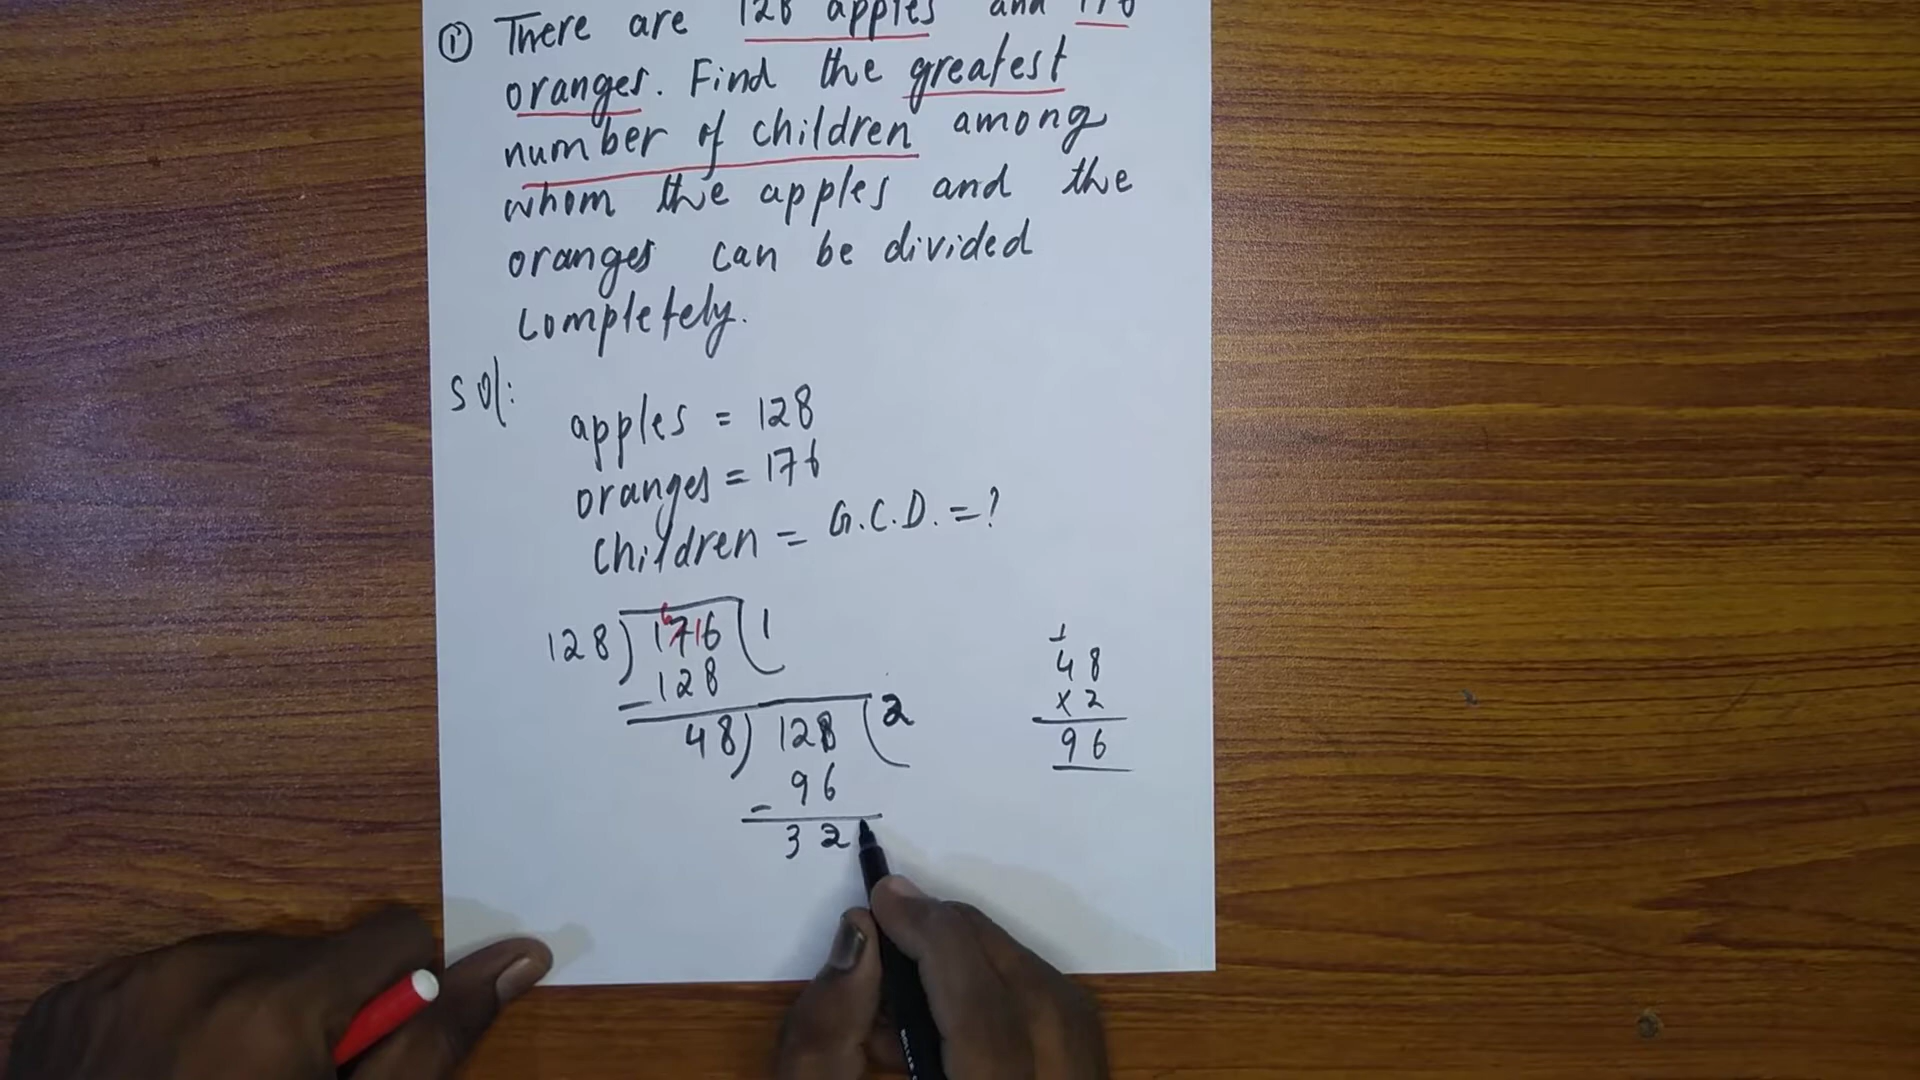 ① There are 128 apples and 176
oranges. Find the greatest
number of children among
whom the apples and the
oranges can be divided
completely.
Sol:
apples = 128
oranges = 176
children = G.C.D. = ?
128) 176 (1
6 1
- 128
48) 128 (2
- 96
32
1
48
x2
96